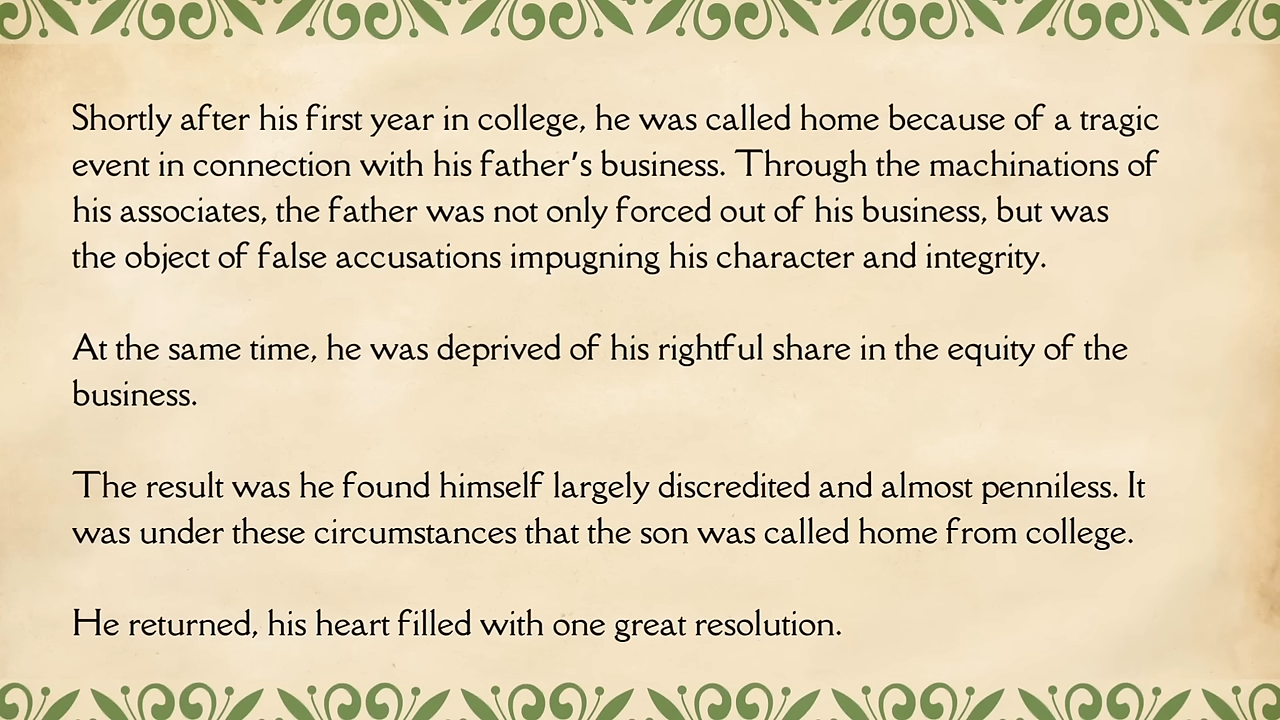 Shortly after his first year in college, he was called home because of a tragic
event in connection with his father's business. Through the machinations of
his associates, the father was not only forced out of his business, but was
the object of false accusations impugning his character and integrity.
At the same time, he was deprived of his rightful share in the equity of the
business.
The result was he found himself largely discredited and almost penniless. It
was under these circumstances that the son was called home from college.
He returned, his heart filled with one great resolution.